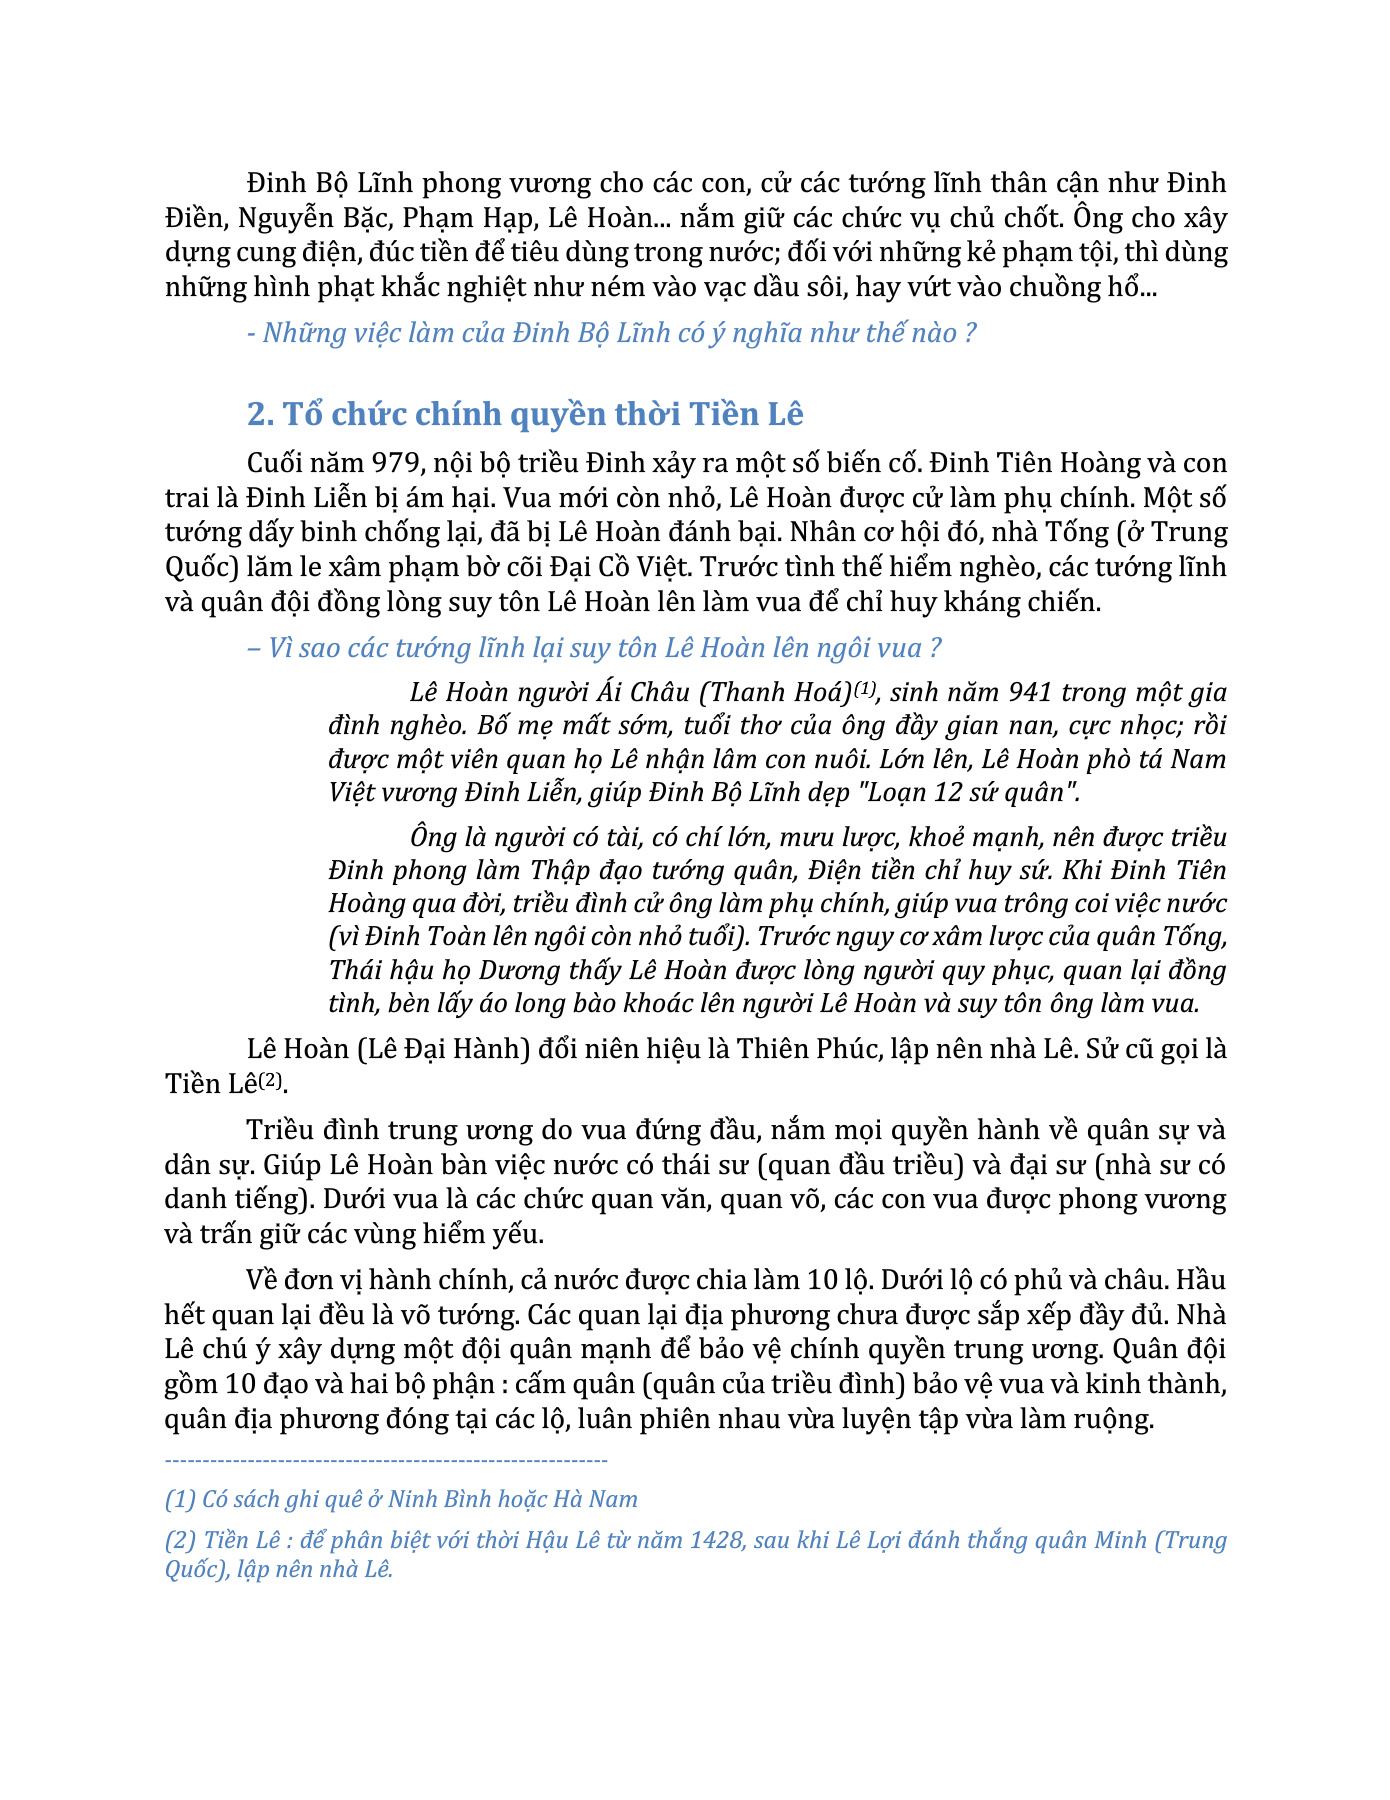 Đinh Bộ Lĩnh phong vương cho các con, cử các tướng lĩnh thân cận như Đinh
Điền, Nguyễn Bặc, Phạm Hạp, Lê Hoàn... nắm giữ các chức vụ chủ chốt. Ông cho xây
dựng cung điện, đúc tiền để tiêu dùng trong nước; đối với những kẻ phạm tội, thì dùng
những hình phạt khắc nghiệt như ném vào vạc dầu sôi, hay vứt vào chuồng hổ...
- Những việc làm của Đinh Bộ Lĩnh có ý nghĩa như thế nào ?
2. Tổ chức chính quyền thời Tiền Lê
Cuối năm 979, nội bộ triều Đinh xảy ra một số biến cố. Đinh Tiên Hoàng và con
trai là Đinh Liễn bị ám hại. Vua mới còn nhỏ, Lê Hoàn được cử làm phụ chính. Một số
tướng dấy binh chống lại, đã bị Lê Hoàn đánh bại. Nhân cơ hội đó, nhà Tống (ở Trung
Quốc) lăm le xâm phạm bờ cõi Đại Cồ Việt. Trước tình thế hiểm nghèo, các tướng lĩnh
và quân đội đồng lòng suy tôn Lê Hoàn lên làm vua để chỉ huy kháng chiến.
– Vì sao các tướng lĩnh lại suy tôn Lê Hoàn lên ngôi vua ?
Lê Hoàn người Ái Châu (Thanh Hoá)(1), sinh năm 941 trong một gia
đình nghèo. Bố mẹ mất sớm, tuổi thơ của ông đầy gian nan, cực nhọc; rồi
được một viên quan họ Lê nhận lâm con nuôi. Lớn lên, Lê Hoàn phò tá Nam
Việt vương Đinh Liễn, giúp Đinh Bộ Lĩnh dẹp "Loạn 12 sứ quân".
Ông là người có tài, có chí lớn, mưu lược, khoẻ mạnh, nên được triều
Đinh phong làm Thập đạo tướng quân, Điện tiền chỉ huy sứ. Khi Đinh Tiên
Hoàng qua đời, triều đình cử ông làm phụ chính, giúp vua trông coi việc nước
(vì Đinh Toàn lên ngôi còn nhỏ tuổi). Trước nguy cơ xâm lược của quân Tống,
Thái hậu họ Dương thấy Lê Hoàn được lòng người quy phục, quan lại đồng
tình, bèn lấy áo long bào khoác lên người Lê Hoàn và suy tôn ông làm vua.
Lê Hoàn (Lê Đại Hành) đổi niên hiệu là Thiên Phúc, lập nên nhà Lê. Sử cũ gọi là
Tiền Lê(2).
Triều đình trung ương do vua đứng đầu, nắm mọi quyền hành về quân sự và
dân sự. Giúp Lê Hoàn bàn việc nước có thái sư (quan đầu triều) và đại sư (nhà sư có
danh tiếng). Dưới vua là các chức quan văn, quan võ, các con vua được phong vương
và trấn giữ các vùng hiểm yếu.
Về đơn vị hành chính, cả nước được chia làm 10 lộ. Dưới lộ có phủ và châu. Hầu
hết quan lại đều là võ tướng. Các quan lại địa phương chưa được sắp xếp đầy đủ. Nhà
Lê chú ý xây dựng một đội quân mạnh để bảo vệ chính quyền trung ương. Quân đội
gồm 10 đạo và hai bộ phận : cấm quân (quân của triều đình) bảo vệ vua và kinh thành,
quân địa phương đóng tại các lộ, luân phiên nhau vừa luyện tập vừa làm ruộng.
-----------------------------------------------------------
(1) Có sách ghi quê ở Ninh Bình hoặc Hà Nam
(2) Tiền Lê : để phân biệt với thời Hậu Lê từ năm 1428, sau khi Lê Lợi đánh thắng quân Minh (Trung
Quốc), lập nên nhà Lê.